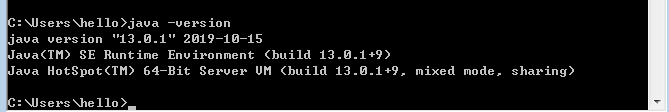 C:\Users\hello>java -version
java version "13.0.1" 2019-10-15
Java(TM) SE Runtime Environment (build 13.0.1+9)
Java HotSpot(TM) 64-Bit Server VM (build 13.0.1+9, mixed mode, sharing)
C:\Users\hello>